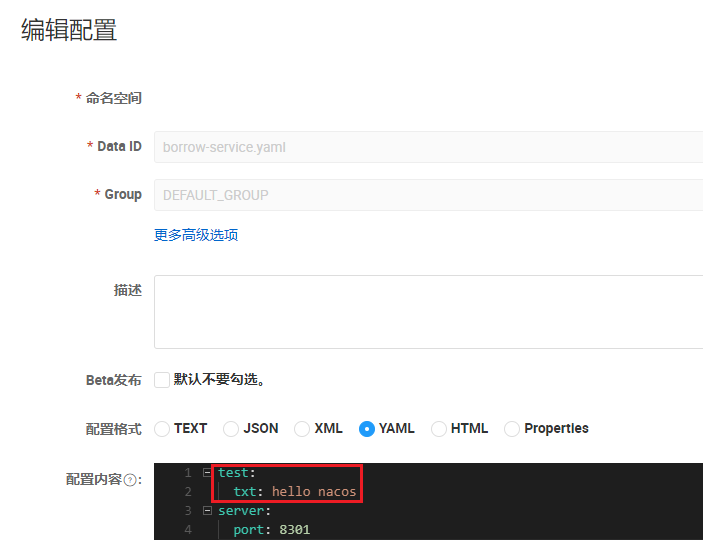 编辑配置
* 命名空间
* Data ID borrow-service.yaml
* Group DEFAULT_GROUP
更多高级选项
描述
Beta发布 默认不要勾选。
配置格式 TEXT JSON XML YAML HTML Properties
配置内容?: 1 test:
2 txt: hello nacos
3 server:
4 port: 8301